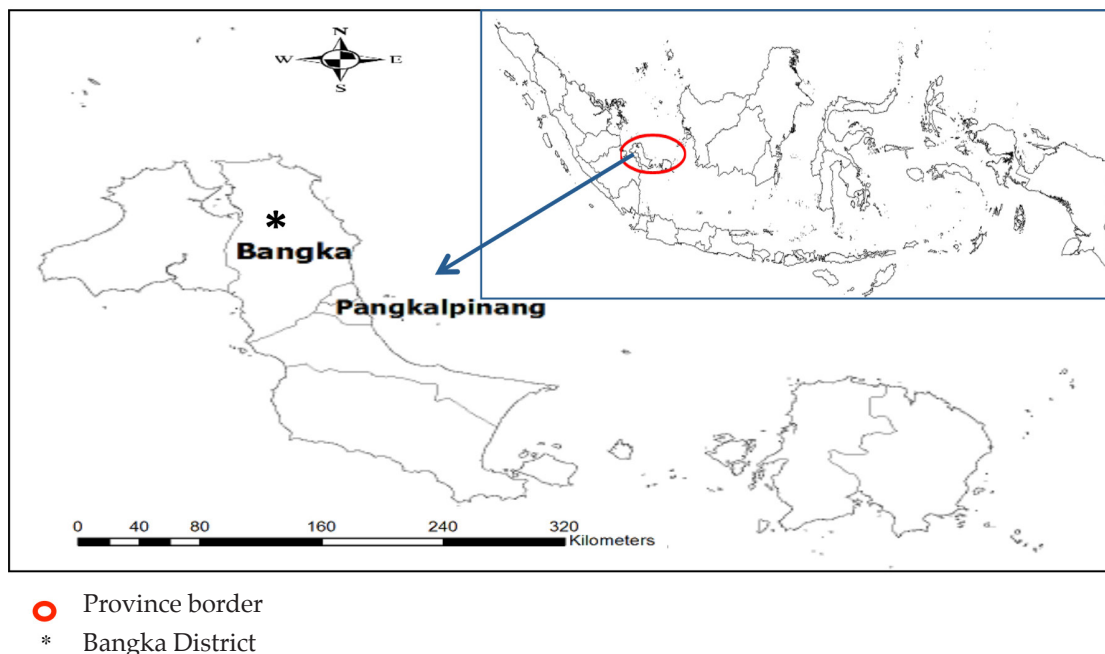 N
W E
S
*
Bangka
Pangkalpinang
0 40 80 160 240 320
Kilometers
Province border
* Bangka District